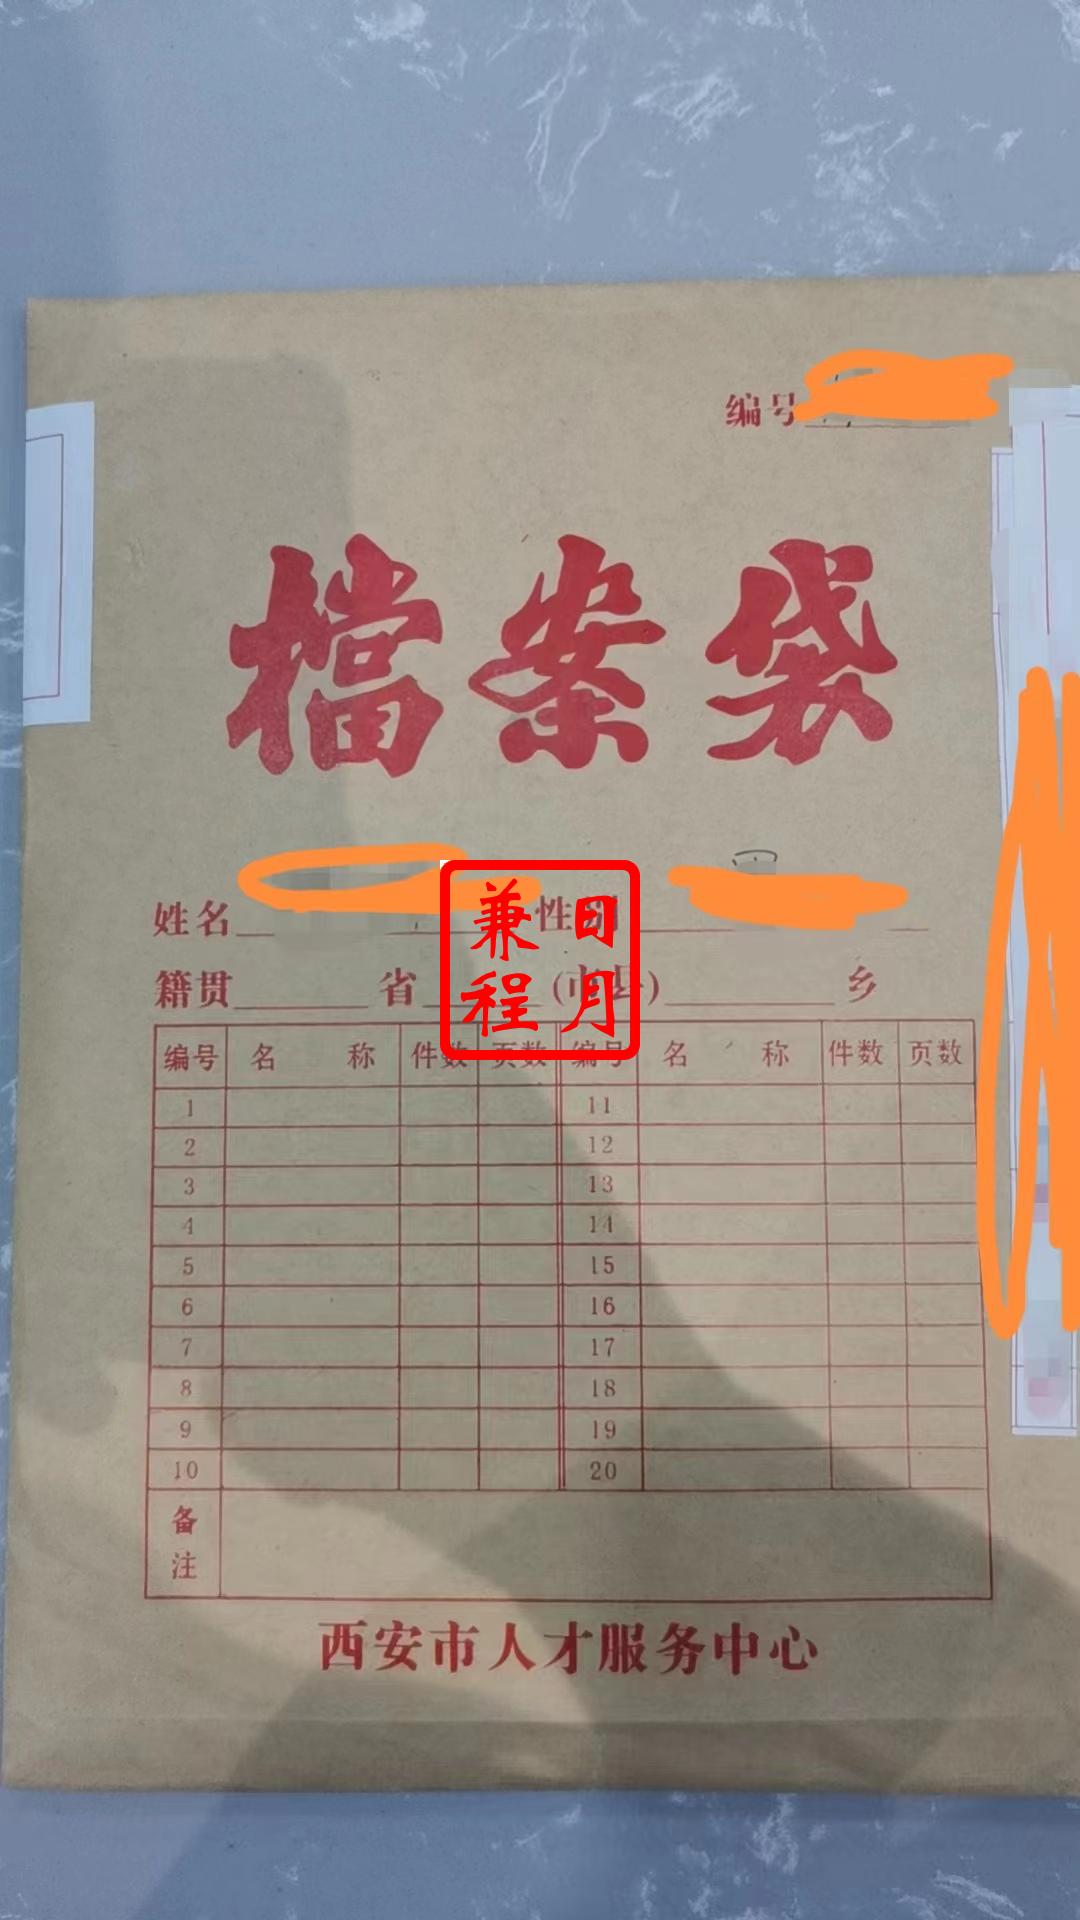 编号
檔案袋
姓名 性别
籍贯 省 (市县) 乡
兼日
程月
编号 名 称 件数 页数 编号 名 称 件数 页数
1 11
2 12
3 13
4 14
5 15
6 16
7 17
8 18
9 19
10 20
备注
西安市人才服务中心